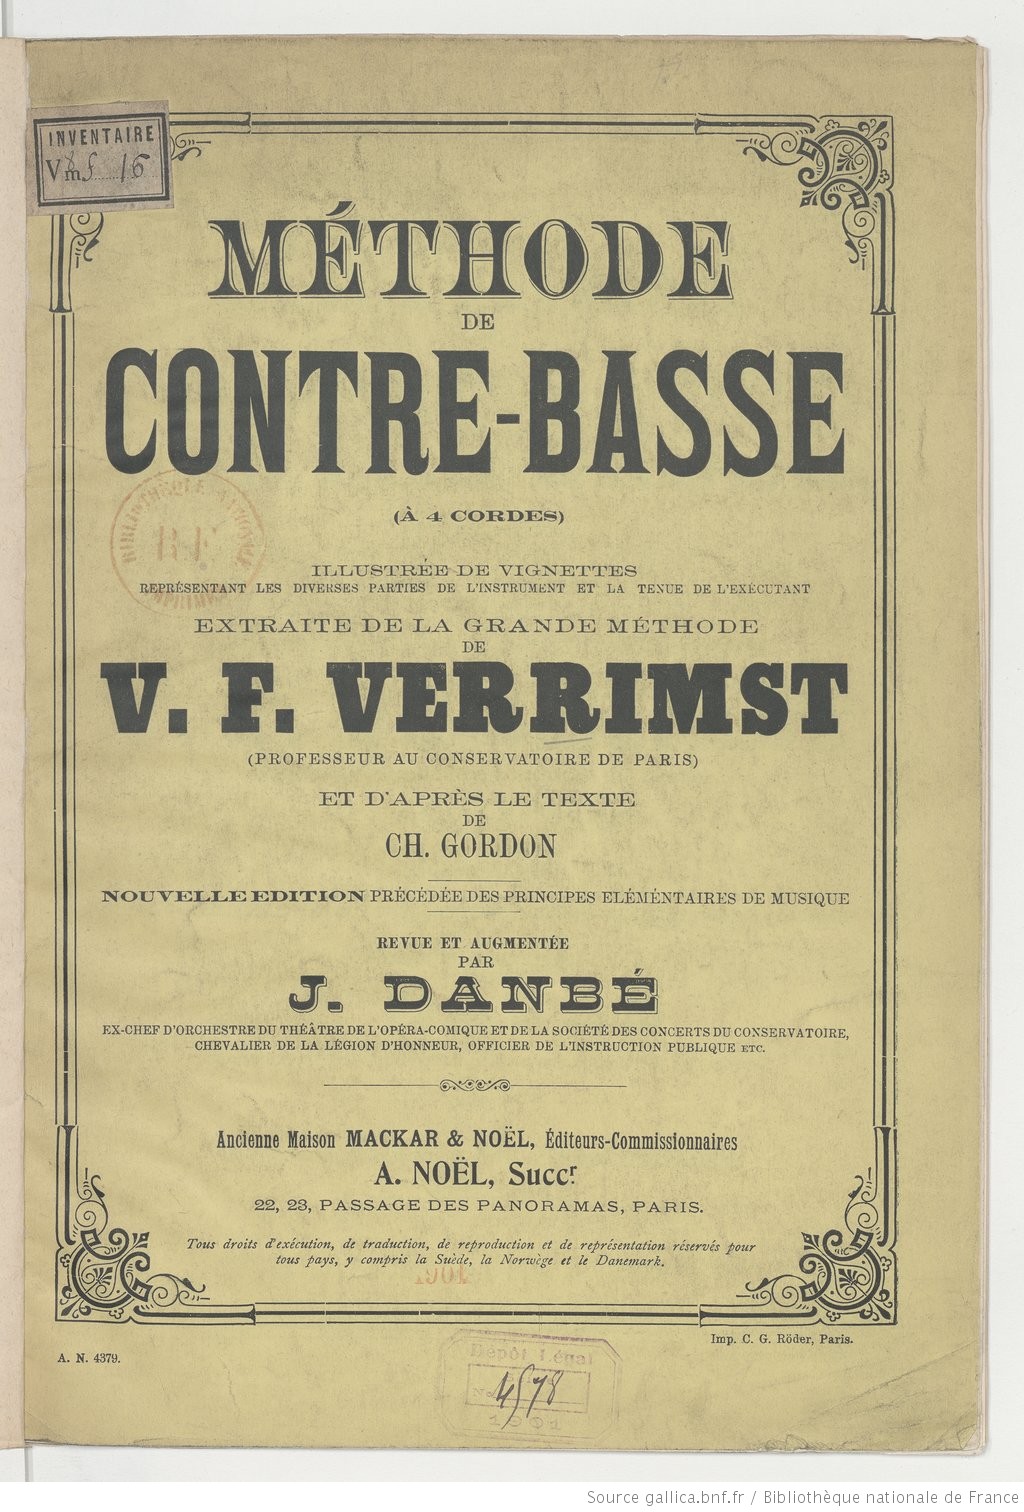 INVENTAIRE
Vm 8 f. 16
MÉTHODE
DE
CONTRE-BASSE
(À 4 CORDES)
ILLUSTRÉE DE VIGNETTES
REPRÉSENTANT LES DIVERSES PARTIES DE L'INSTRUMENT ET LA TENUE DE L'EXÉCUTANT
EXTRAITE DE LA GRANDE MÉTHODE
DE
V. F. VERRIMST
(PROFESSEUR AU CONSERVATOIRE DE PARIS)
ET D'APRÈS LE TEXTE
DE
CH. GORDON
NOUVELLE EDITION PRÉCÉDÉE DES PRINCIPES ELÉMÉNTAIRES DE MUSIQUE
REVUE ET AUGMENTÉE
PAR
J. DANBÉ
EX-CHEF D'ORCHESTRE DU THÉÂTRE DE L'OPÉRA-COMIQUE ET DE LA SOCIÉTÉ DES CONCERTS DU CONSERVATOIRE,
CHEVALIER DE LA LÉGION D'HONNEUR, OFFICIER DE L'INSTRUCTION PUBLIQUE ETC.
Ancienne Maison MACKAR & NOËL, Éditeurs-Commissionnaires
A. NOËL, Succr.
22, 23, PASSAGE DES PANORAMAS, PARIS.
Tous droits d'exécution, de traduction, de reproduction et de représentation réservés pour
tous pays, y compris la Suède, la Norwège et le Danemark.
Imp. C. G. Röder, Paris.
A. N. 4379.
Dépôt Légal
4578
1901
Source gallica.bnf.fr / Bibliothèque nationale de France